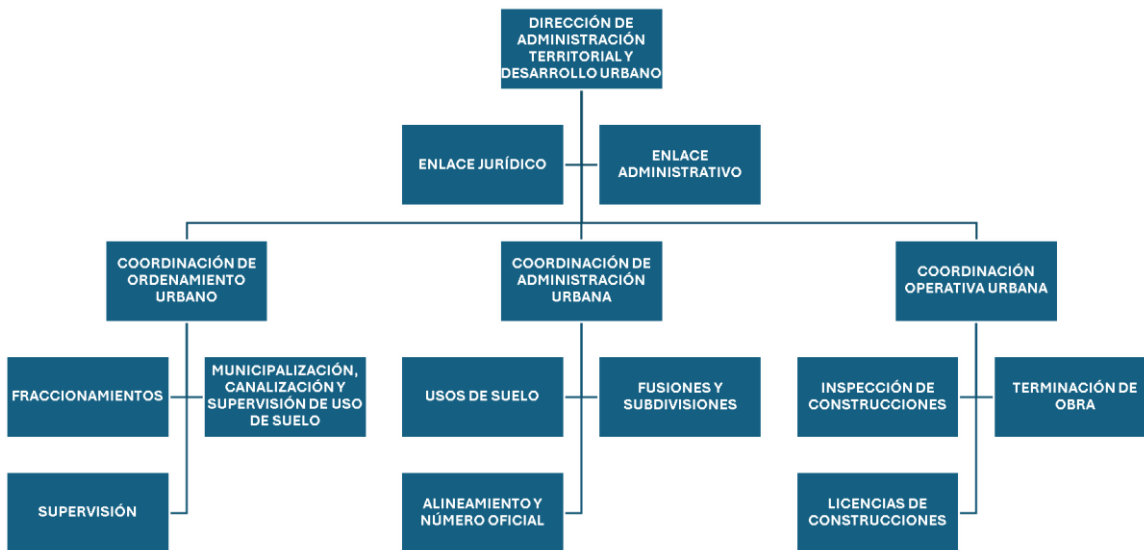 DIRECCIÓN DE
ADMINISTRACIÓN
TERRITORIAL Y
DESARROLLO URBANO
ENLACE JURÍDICO
ENLACE
ADMINISTRATIVO
COORDINACIÓN DE
ORDENAMIENTO
URBANO
COORDINACIÓN DE
ADMINISTRACIÓN
URBANA
COORDINACIÓN
OPERATIVA URBANA
FRACCIONAMIENTOS
MUNICIPALIZACIÓN,
CANALIZACIÓN Y
SUPERVISIÓN DE USO
DE SUELO
USOS DE SUELO
FUSIONES Y
SUBDIVISIONES
INSPECCIÓN DE
CONSTRUCCIONES
TERMINACIÓN DE
OBRA
SUPERVISIÓN
ALINEAMIENTO Y
NÚMERO OFICIAL
LICENCIAS DE
CONSTRUCCIONES